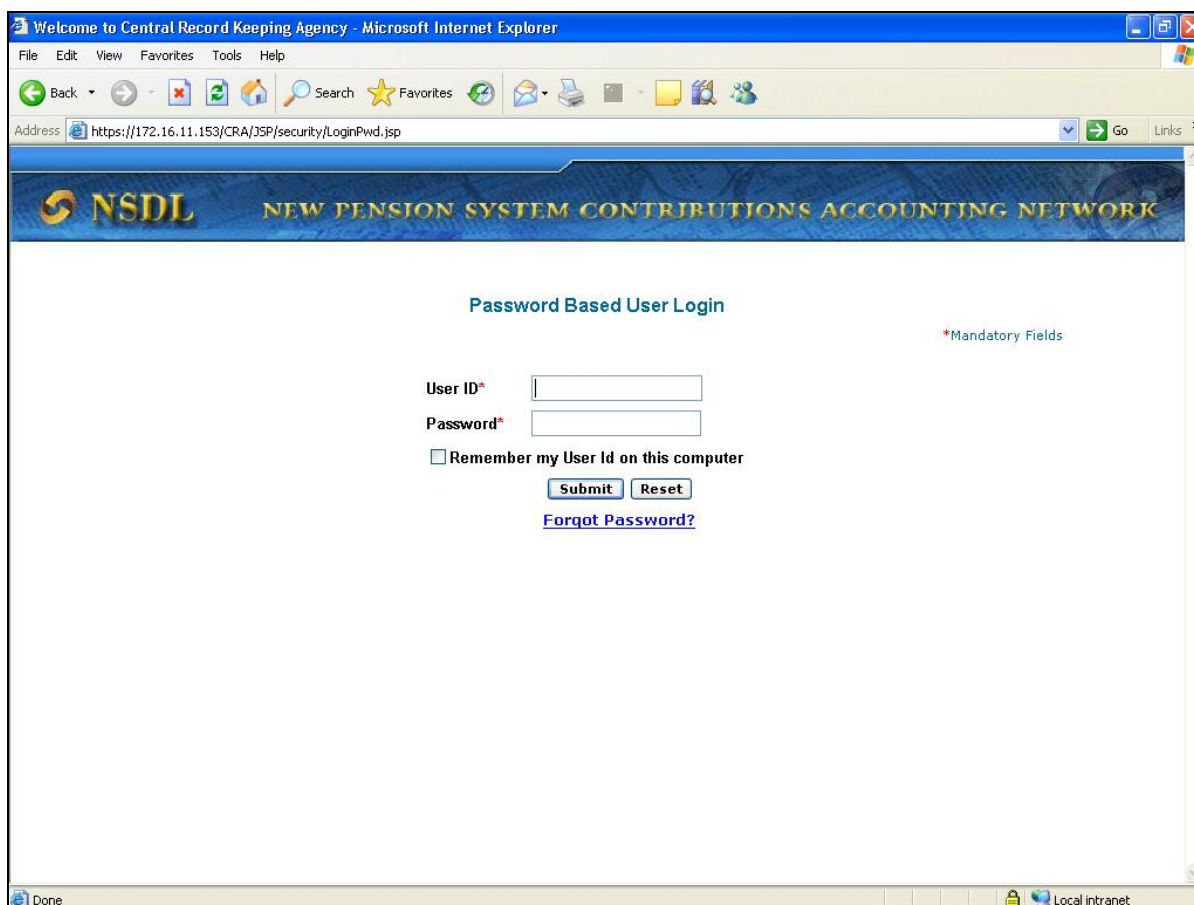 Welcome to Central Record Keeping Agency - Microsoft Internet Explorer
File Edit View Favorites Tools Help
Back Search Favorites
Address https://172.16.11.153/CRA/JSP/security/LoginPwd.jsp Go Links
NSDL NEW PENSION SYSTEM CONTRIBUTIONS ACCOUNTING NETWORK
Password Based User Login
*Mandatory Fields
User ID*
Password*
Remember my User Id on this computer
Submit Reset
Forgot Password?
Done Local intranet